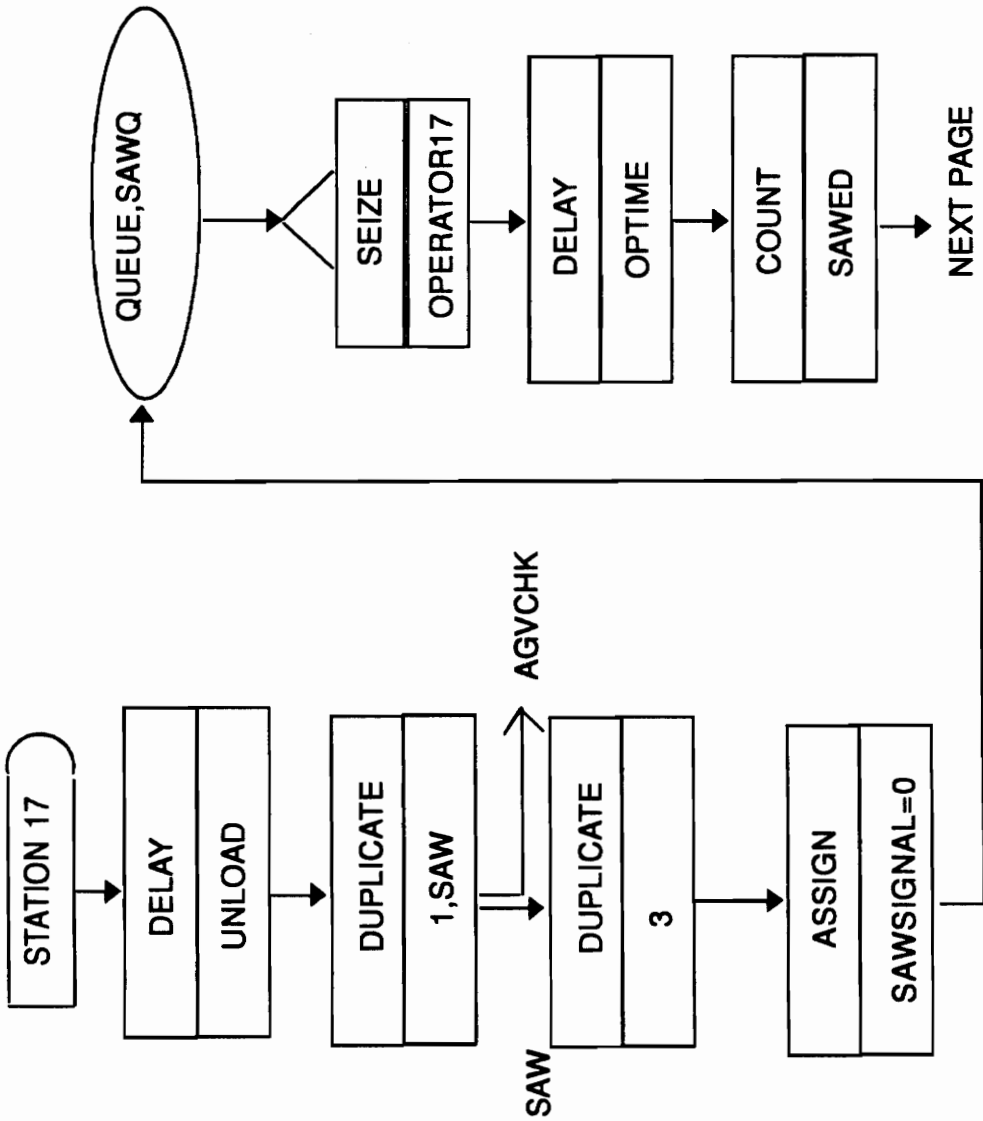 STATION 17
DELAY
UNLOAD
DUPLICATE
1,SAW
AGVCHK
SAW
DUPLICATE
3
ASSIGN
SAWSIGNAL=0
QUEUE,SAWQ
SEIZE
OPERATOR17
DELAY
OPTIME
COUNT
SAWED
NEXT PAGE